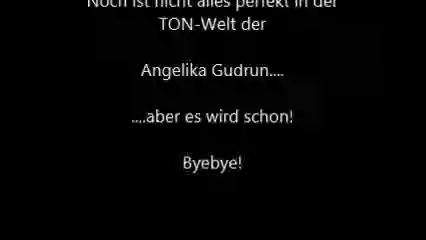 Noch ist nicht alles perfekt in der
TON-Welt der
Angelika Gudrun....
....aber es wird schon!
Byebye!